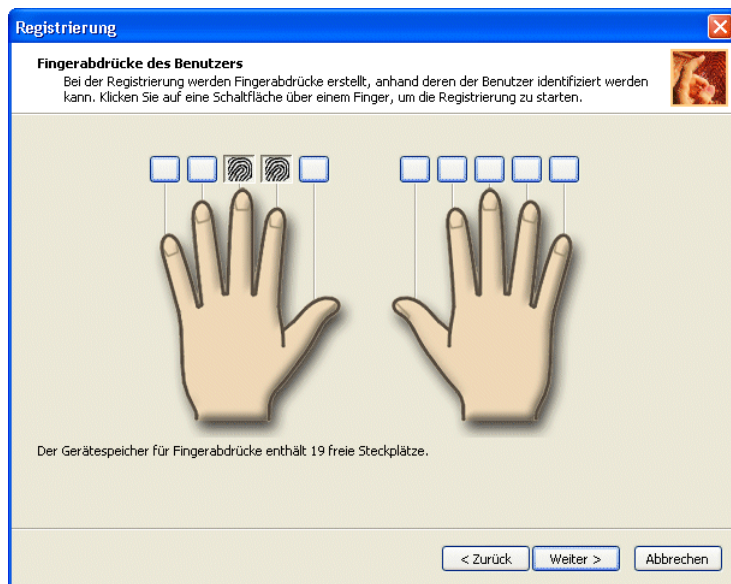 Registrierung
Fingerabdrücke des Benutzers
Bei der Registrierung werden Fingerabdrücke erstellt, anhand deren der Benutzer identifiziert werden
kann. Klicken Sie auf eine Schaltfläche über einem Finger, um die Registrierung zu starten.
Der Gerätespeicher für Fingerabdrücke enthält 19 freie Steckplätze.
< Zurück Weiter > Abbrechen